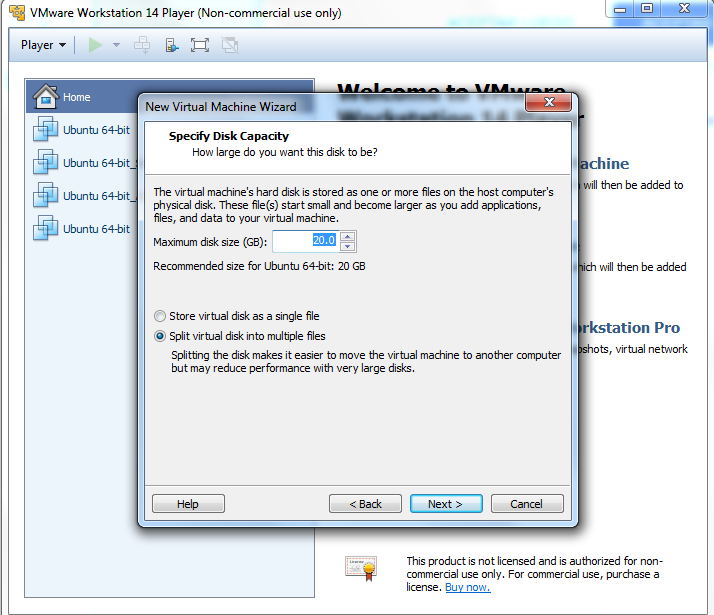 VMware Workstation 14 Player (Non-commercial use only)
Player
Home
Ubuntu 64-bit
Ubuntu 64-bit_
Ubuntu 64-bit_
Ubuntu 64-bit
Welcome to VMware
Workstation 14 Player
achine
will then be added to
hich will then be added
rkstation Pro
pshots, virtual network
New Virtual Machine Wizard
Specify Disk Capacity
How large do you want this disk to be?
The virtual machine's hard disk is stored as one or more files on the host computer's
physical disk. These file(s) start small and become larger as you add applications,
files, and data to your virtual machine.
Maximum disk size (GB): 20.0
Recommended size for Ubuntu 64-bit: 20 GB
Store virtual disk as a single file
Split virtual disk into multiple files
Splitting the disk makes it easier to move the virtual machine to another computer
but may reduce performance with very large disks.
Help < Back Next > Cancel
This product is not licensed and is authorized for non-
commercial use only. For commercial use, purchase a
license. Buy now.